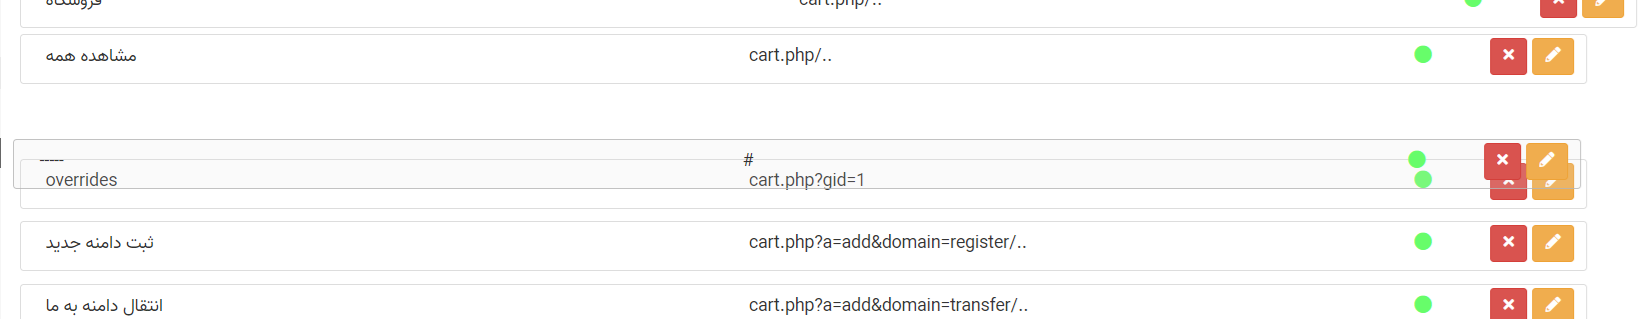 فروشگاه cart.php/..
مشاهده همه cart.php/..
----- #
overrides cart.php?gid=1
ثبت دامنه جدید cart.php?a=add&domain=register/..
انتقال دامنه به ما cart.php?a=add&domain=transfer/..